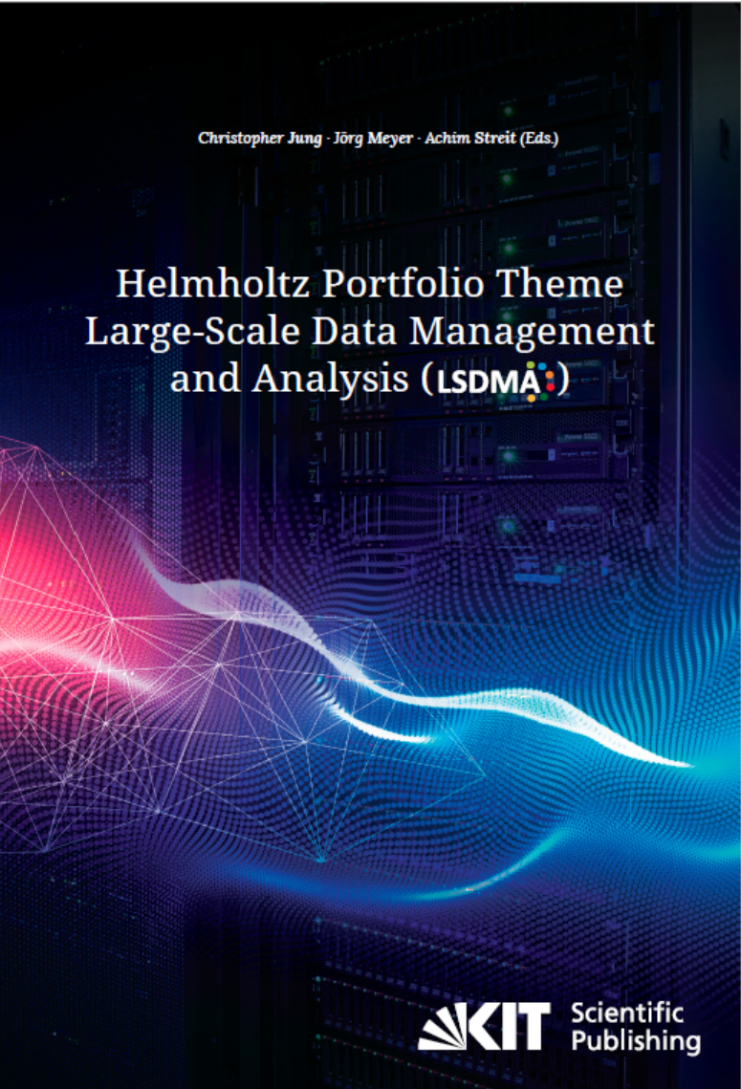 Christopher Jung · Jörg Meyer · Achim Streit (Eds.)
Helmholtz Portfolio Theme
Large-Scale Data Management
and Analysis (LSDMA)
KIT Scientific
Publishing